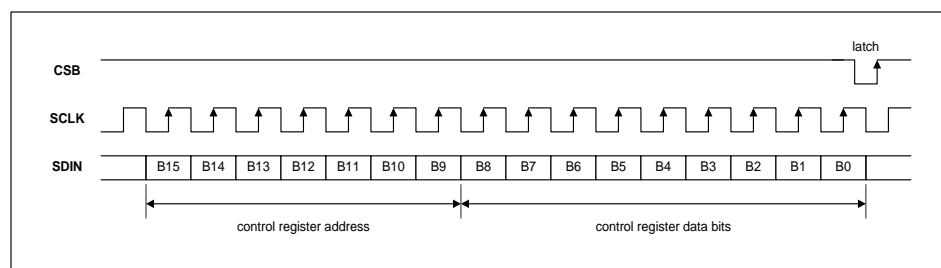 latch
CSB
SCLK
SDIN B15 B14 B13 B12 B11 B10 B9 B8 B7 B6 B5 B4 B3 B2 B1 B0
control register address control register data bits